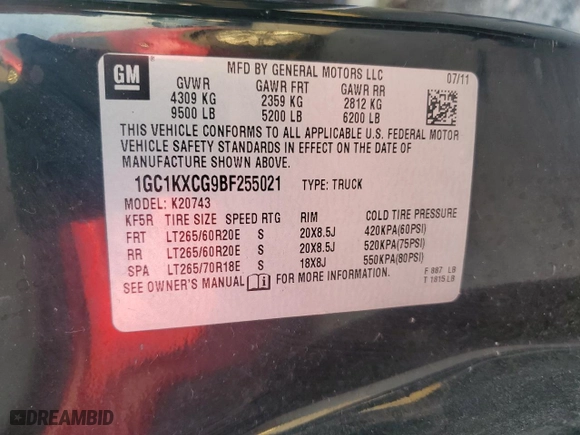 GM
MFD BY GENERAL MOTORS LLC
07/11
GVWR GAWR FRT GAWR RR
4309 KG 2359 KG 2812 KG
9500 LB 5200 LB 6200 LB
THIS VEHICLE CONFORMS TO ALL APPLICABLE U.S. FEDERAL MOTOR
VEHICLE SAFETY STANDARDS IN EFFECT ON THE DATE OF
MANUFACTURE SHOWN ABOVE.
1GC1KXCG9BF255021 TYPE: TRUCK
MODEL: K20743
KF5R TIRE SIZE SPEED RTG RIM COLD TIRE PRESSURE
FRT LT265/60R20E S 20X8.5J 420KPA(60PSI)
RR LT265/60R20E S 20X8.5J 520KPA(75PSI)
SPA LT265/70R18E S 18X8J 550KPA(80PSI)
SEE OWNER'S MANUAL FOR MORE INFORMATION.
F 887 LB
T 1815 LB
DREAMBID